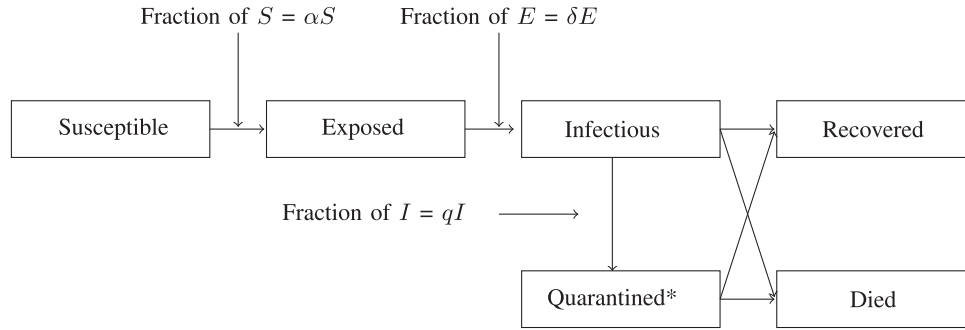 Fraction of S = αS
Fraction of E = δE
Susceptible
Exposed
Infectious
Recovered
Fraction of I = qI
Quarantined*
Died